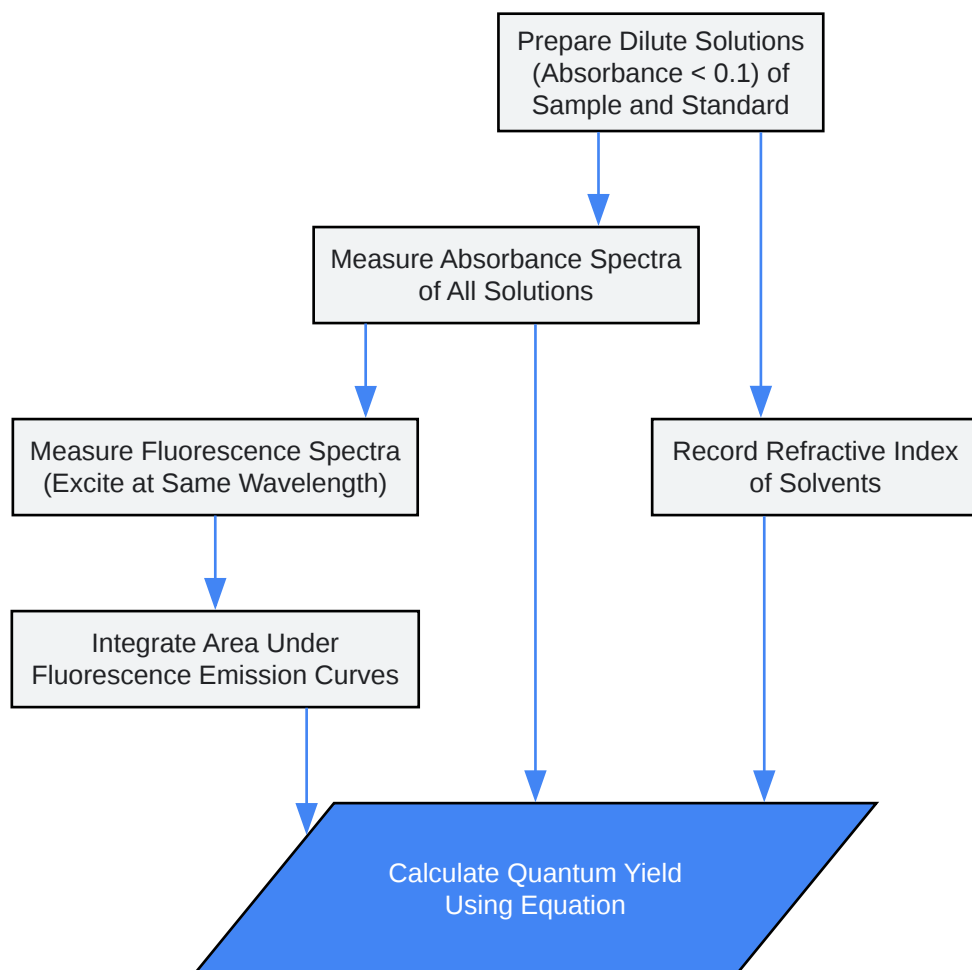 Prepare Dilute Solutions
(Absorbance < 0.1) of
Sample and Standard
Measure Absorbance Spectra
of All Solutions
Measure Fluorescence Spectra
(Excite at Same Wavelength)
Record Refractive Index
of Solvents
Integrate Area Under
Fluorescence Emission Curves
Calculate Quantum Yield
Using Equation